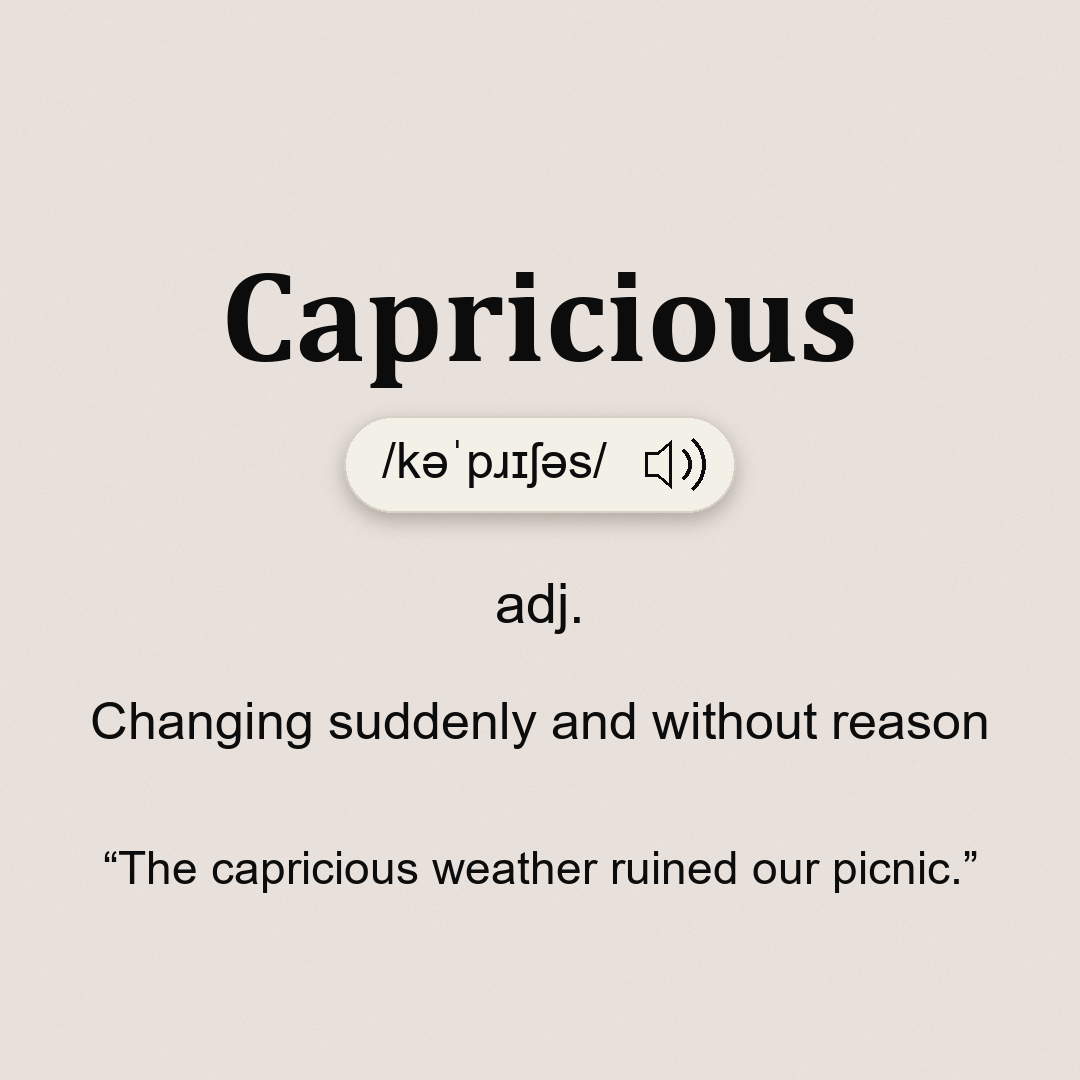 Capricious
/kəˈpɹɪʃəs/
adj.
Changing suddenly and without reason
“The capricious weather ruined our picnic.”